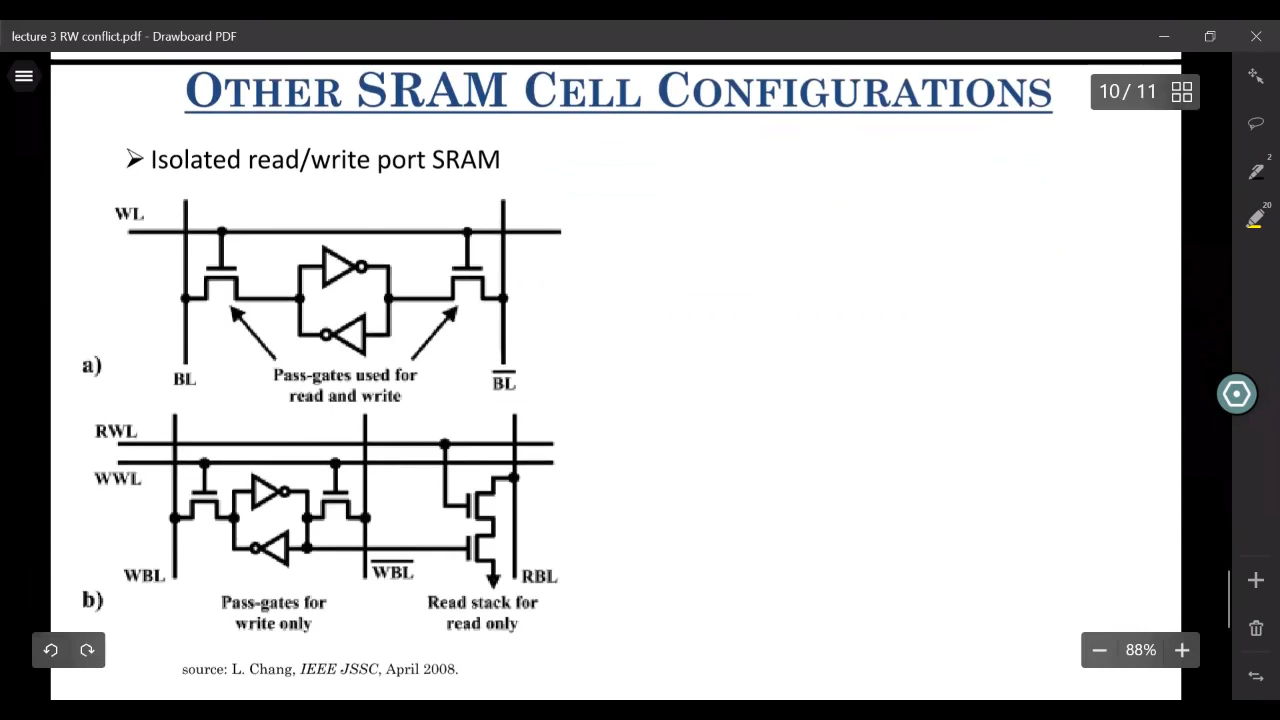 lecture 3 RW conflict.pdf - Drawboard PDF
OTHER SRAM CELL CONFIGURATIONS
10 / 11
2
20
➢ Isolated read/write port SRAM
WL
a)
BL
Pass-gates used for
read and write
B̅L̅
RWL
WWL
WBL
W̅B̅L̅
RBL
b)
Pass-gates for
write only
Read stack for
read only
88%
source: L. Chang, IEEE JSSC, April 2008.